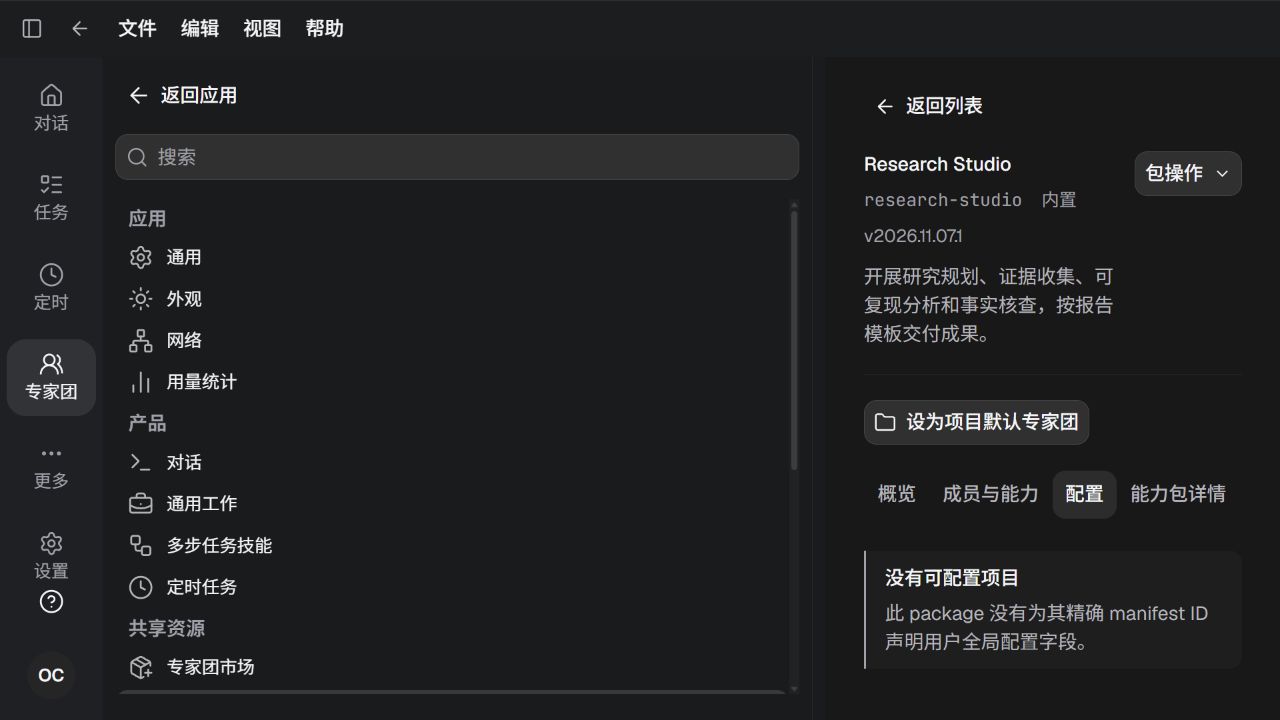 文件 编辑 视图 帮助
对话
任务
定时
专家团
更多
设置
OC
返回应用
搜索
应用
通用
外观
网络
用量统计
产品
对话
通用工作
多步任务技能
定时任务
共享资源
专家团市场
返回列表
Research Studio
包操作
research-studio 内置
v2026.11.07.1
开展研究规划、证据收集、可
复现分析和事实核查，按报告
模板交付成果。
设为项目默认专家团
概览 成员与能力 配置 能力包详情
没有可配置项目
此 package 没有为其精确 manifest ID
声明用户全局配置字段。